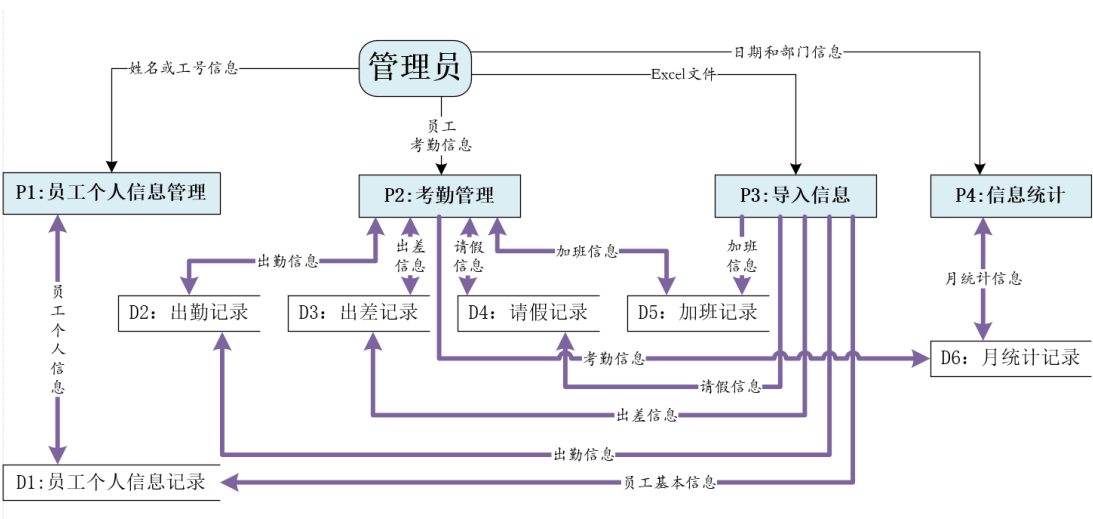 管理员
姓名或工号信息
日期和部门信息
Excel文件
员工
考勤信息
P1:员工个人信息管理
P2:考勤管理
P3:导入信息
P4:信息统计
出勤信息
出差
信息
请假
信息
加班信息
加班
信息
月统计信息
员工个人信息
D2: 出勤记录
D3: 出差记录
D4: 请假记录
D5: 加班记录
D6: 月统计记录
考勤信息
请假信息
出差信息
出勤信息
员工基本信息
D1:员工个人信息记录